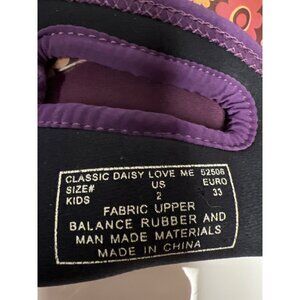 CLASSIC DAISY LOVE ME 52508
SIZE# US EURO
KIDS 2 33
FABRIC UPPER
BALANCE RUBBER AND
MAN MADE MATERIALS
MADE IN CHINA